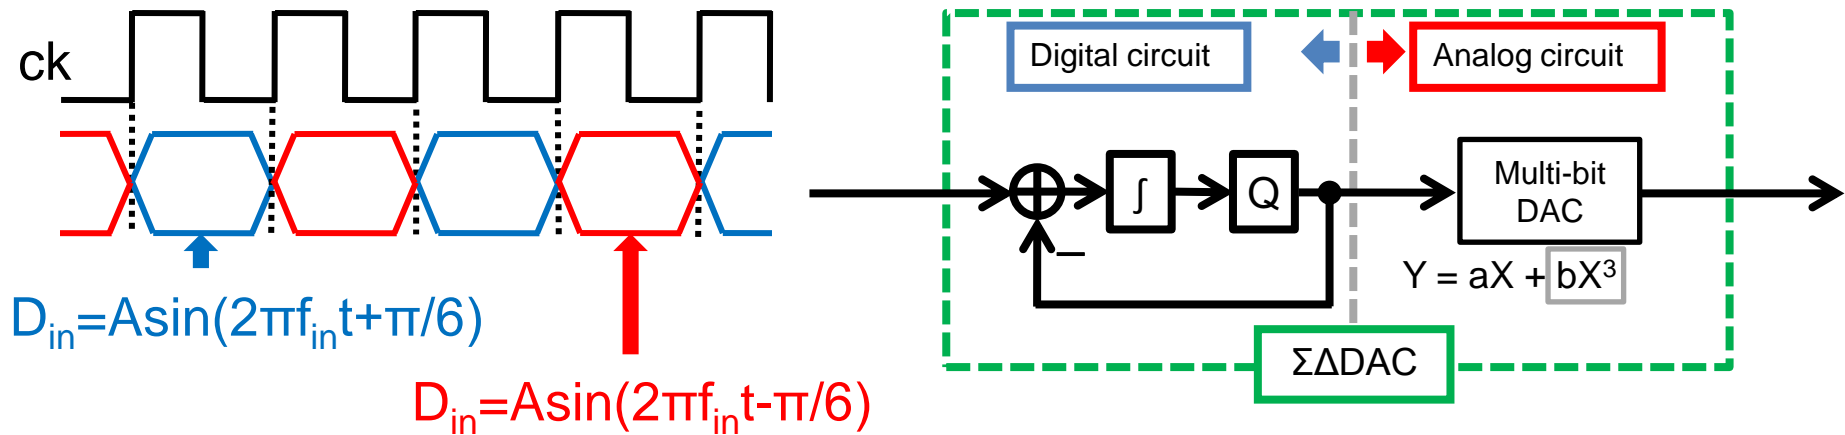 ck
D_in=Asin(2πf_in t+π/6)
D_in=Asin(2πf_in t-π/6)
Digital circuit
Analog circuit
∫
Q
−
Multi-bit
DAC
Y = aX + bX³
ΣΔDAC